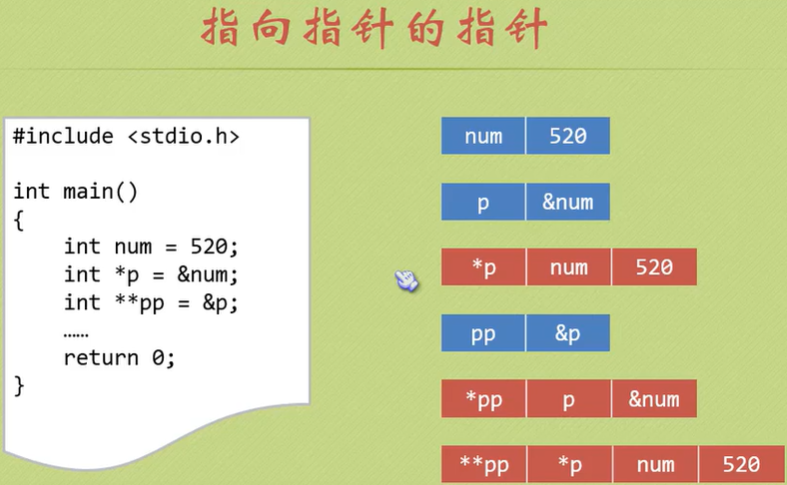 指向指针的指针
#include <stdio.h>
int main()
{
int num = 520;
int *p = &num;
int **pp = &p;
……
return 0;
}
num 520
p &num
*p num 520
pp &p
*pp p &num
**pp *p num 520